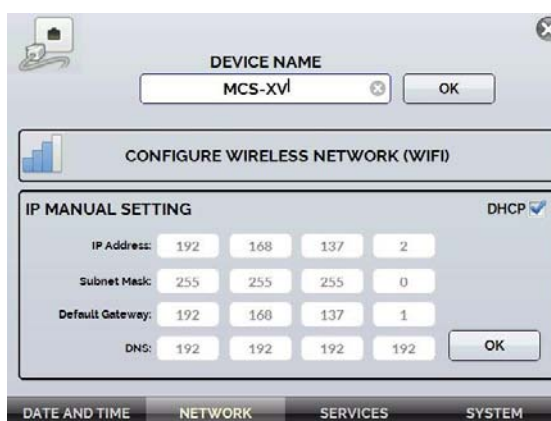 DEVICE NAME
MCS-XV
OK
CONFIGURE WIRELESS NETWORK (WIFI)
IP MANUAL SETTING
DHCP
IP Address: 192 168 137 2
Subnet Mask: 255 255 255 0
Default Gateway: 192 168 137 1
DNS: 192 192 192 192
OK
DATE AND TIME NETWORK SERVICES SYSTEM